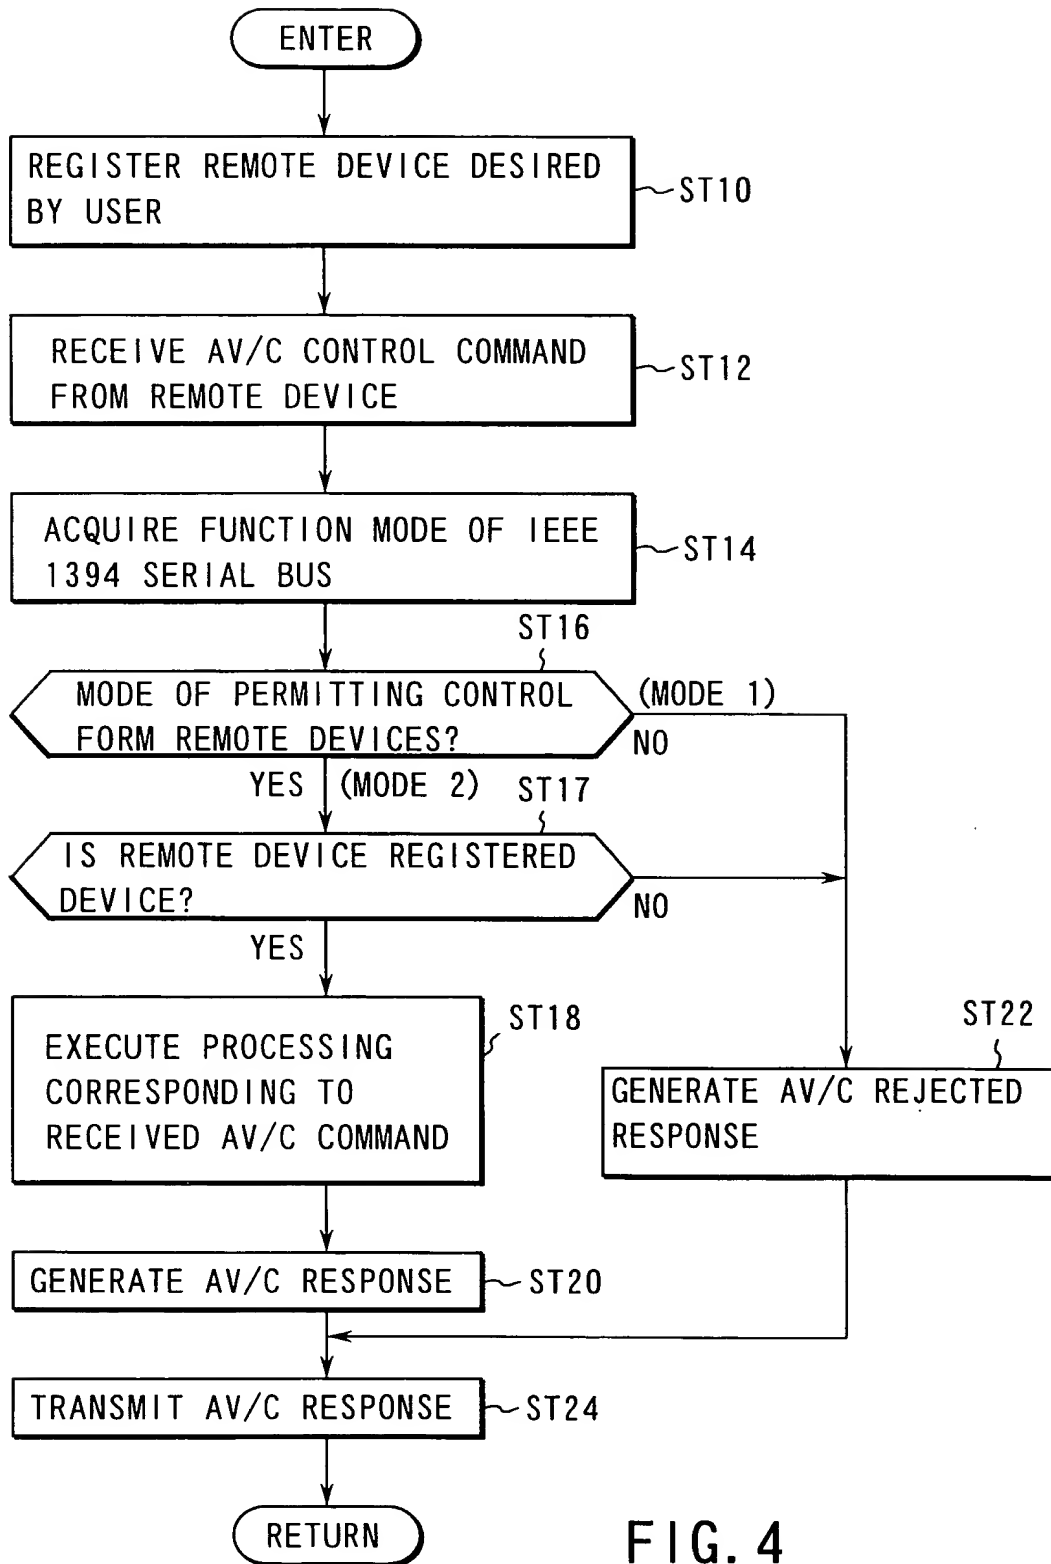 ENTER
REGISTER REMOTE DEVICE DESIRED
BY USER
ST10
RECEIVE AV/C CONTROL COMMAND
FROM REMOTE DEVICE
ST12
ACQUIRE FUNCTION MODE OF IEEE
1394 SERIAL BUS
ST14
ST16
MODE OF PERMITTING CONTROL
FORM REMOTE DEVICES?
(MODE 1)
NO
YES (MODE 2)
ST17
IS REMOTE DEVICE REGISTERED
DEVICE?
NO
YES
ST18
EXECUTE PROCESSING
CORRESPONDING TO
RECEIVED AV/C COMMAND
ST22
GENERATE AV/C REJECTED
RESPONSE
GENERATE AV/C RESPONSE
ST20
TRANSMIT AV/C RESPONSE
ST24
RETURN
FIG. 4